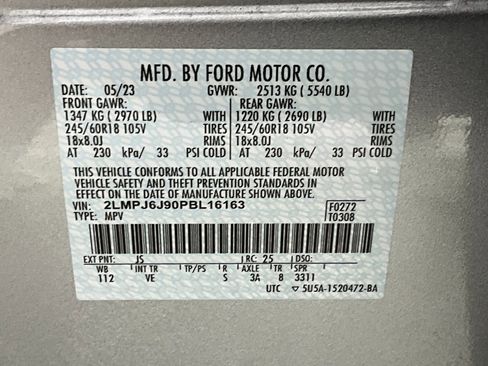 MFD. BY FORD MOTOR CO.
DATE: 05/23 GVWR: 2513 KG ( 5540 LB)
FRONT GAWR: REAR GAWR:
1347 KG ( 2970 LB) WITH 1220 KG ( 2690 LB) WITH
245/60R18 105V TIRES 245/60R18 105V TIRES
18x8.0J RIMS 18x8.0J RIMS
AT 230 kPa/ 33 PSI COLD AT 230 kPa/ 33 PSI COLD
THIS VEHICLE CONFORMS TO ALL APPLICABLE FEDERAL MOTOR
VEHICLE SAFETY AND THEFT PREVENTION STANDARDS IN
EFFECT ON THE DATE OF MANUFACTURE SHOWN ABOVE.
VIN: 2LMPJ6J90PBL16163 F0272
TYPE: MPV T0308
EXT PNT: JS RC: 25
WB INT TR TP/PS R AXLE TR SPR
112 VE S 3A 8 3311
UTC ▽ 5U5A-1520472-BA